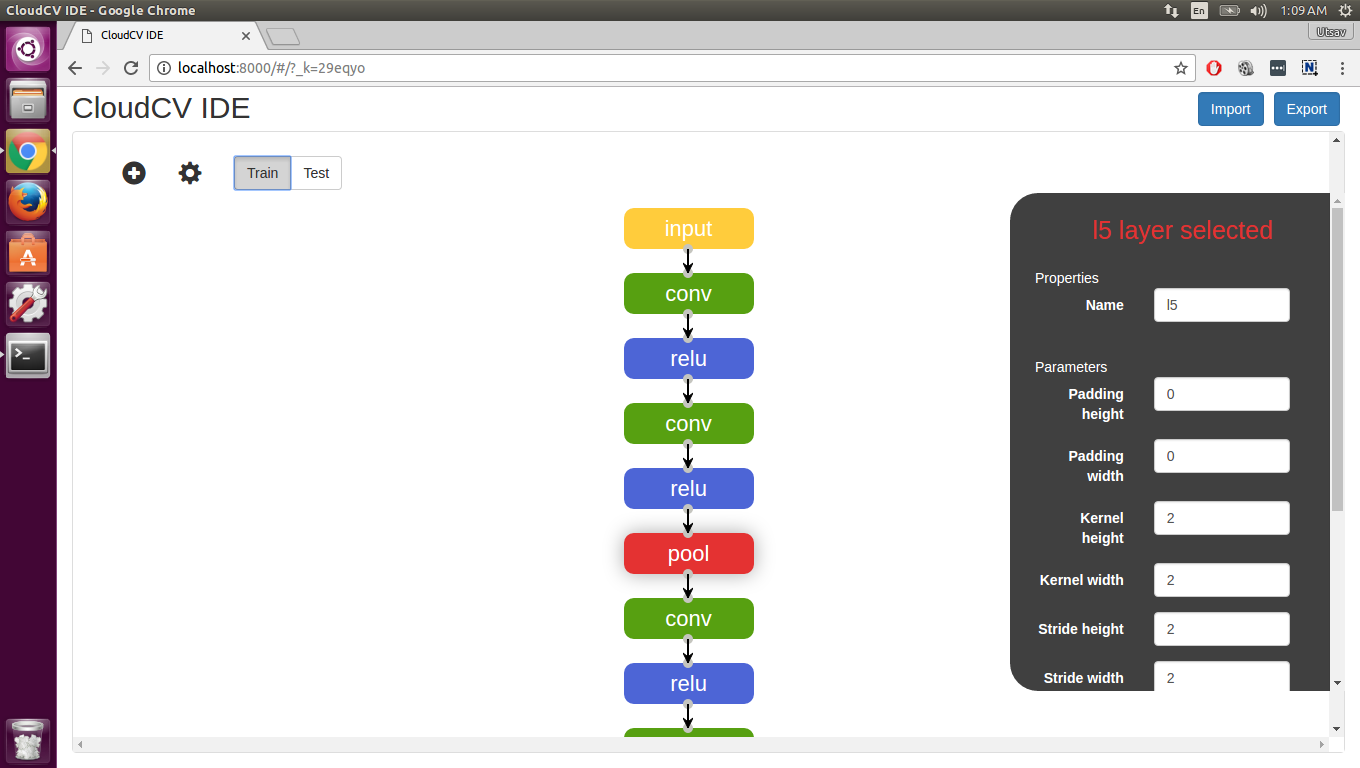 CloudCV IDE - Google Chrome
En
1:09 AM
CloudCV IDE
Utsav
localhost:8000/#/?_k=29eqyo
CloudCV IDE
Import
Export
Train
Test
input
conv
relu
conv
relu
pool
conv
relu
l5 layer selected
Properties
Name
l5
Parameters
Padding
height
0
Padding
width
0
Kernel
height
2
Kernel width
2
Stride height
2
Stride width
2